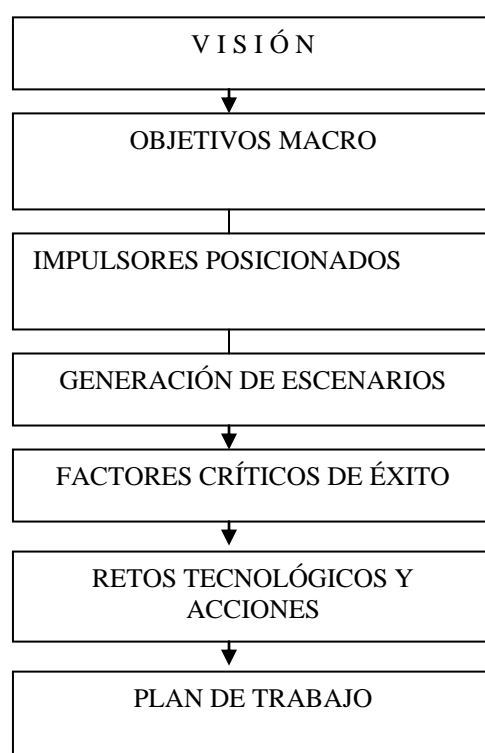 V I S I Ó N
OBJETIVOS MACRO
IMPULSORES POSICIONADOS
GENERACIÓN DE ESCENARIOS
FACTORES CRÍTICOS DE ÉXITO
RETOS TECNOLÓGICOS Y
ACCIONES
PLAN DE TRABAJO